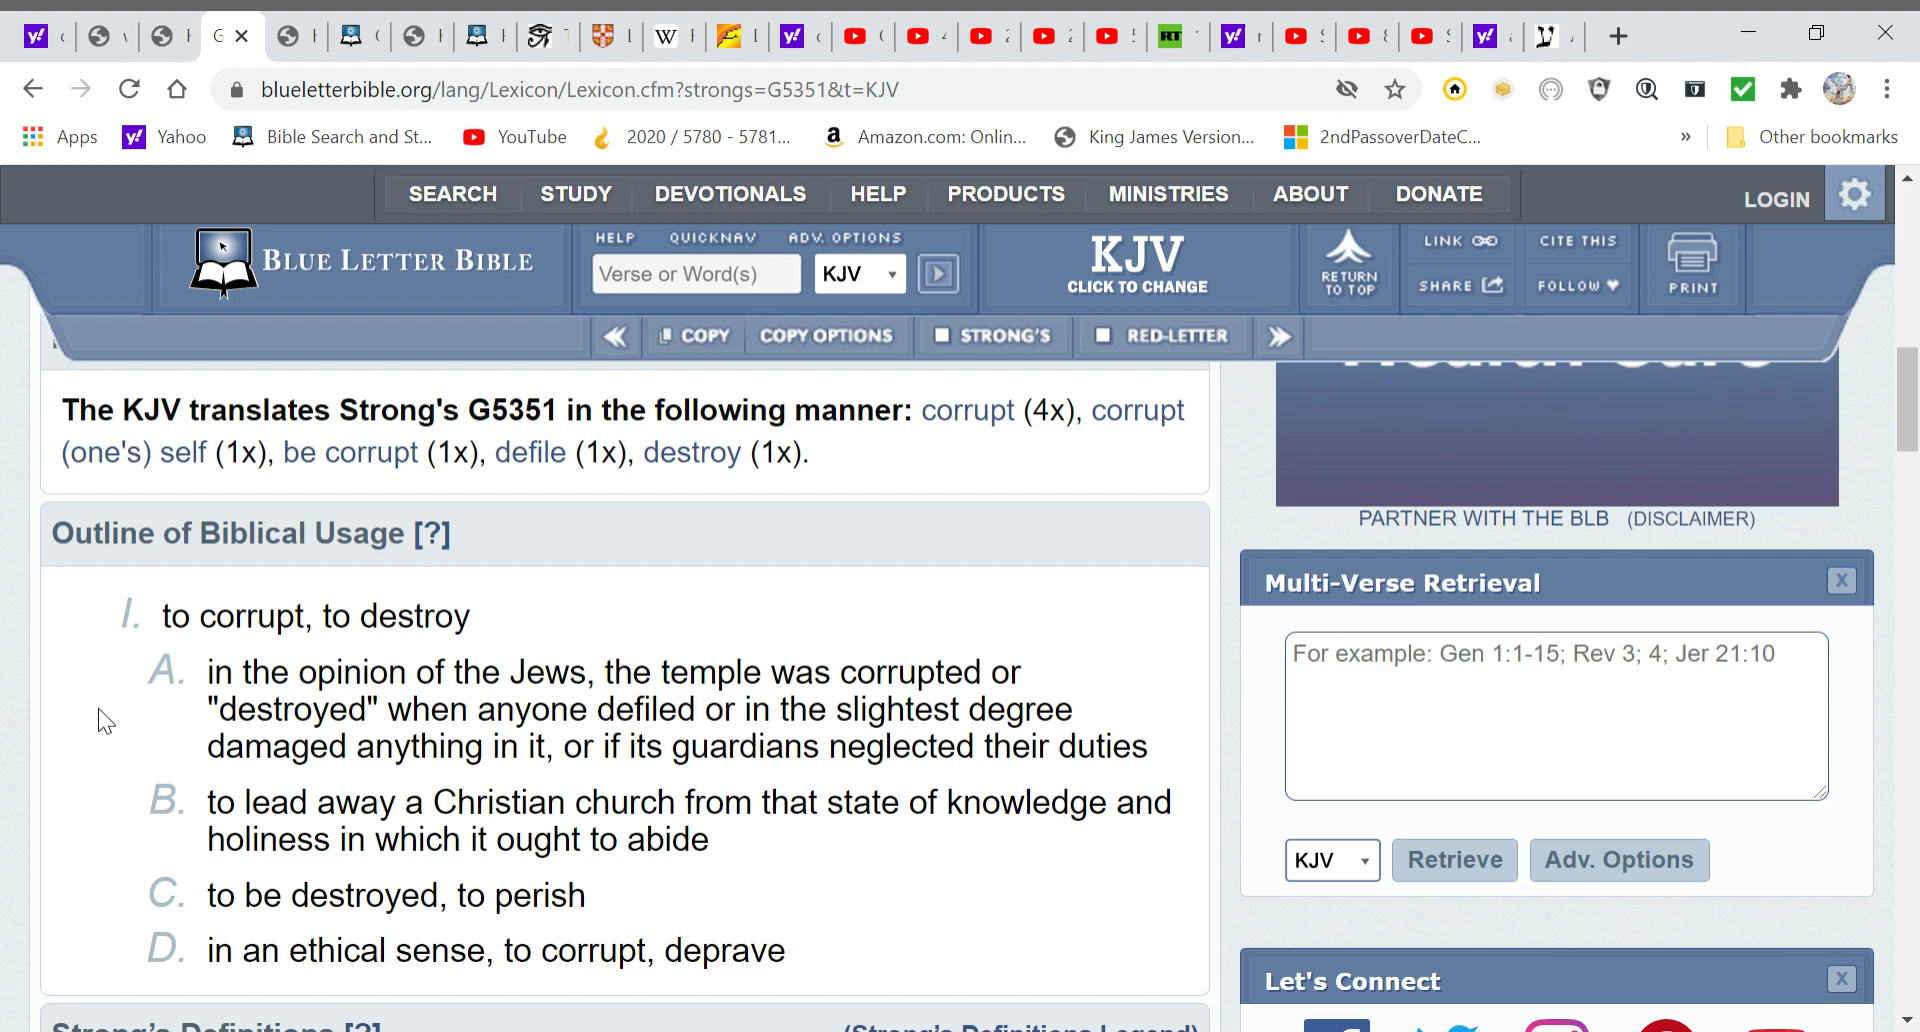 blueletterbible.org/lang/Lexicon/Lexicon.cfm?strongs=G5351&t=KJV
Apps Yahoo Bible Search and St... YouTube 2020 / 5780 - 5781... Amazon.com: Onlin... King James Version... 2ndPassoverDateC... » Other bookmarks
SEARCH STUDY DEVOTIONALS HELP PRODUCTS MINISTRIES ABOUT DONATE LOGIN
HELP QUICKNAV ADV. OPTIONS
BLUE LETTER BIBLE
Verse or Word(s) KJV
KJV
CLICK TO CHANGE
RETURN
TO TOP
LINK CITE THIS
SHARE FOLLOW
PRINT
COPY COPY OPTIONS STRONG'S RED-LETTER
The KJV translates Strong's G5351 in the following manner: corrupt (4x), corrupt
(one's) self (1x), be corrupt (1x), defile (1x), destroy (1x).
Outline of Biblical Usage [?]
I. to corrupt, to destroy
A. in the opinion of the Jews, the temple was corrupted or
"destroyed" when anyone defiled or in the slightest degree
damaged anything in it, or if its guardians neglected their duties
B. to lead away a Christian church from that state of knowledge and
holiness in which it ought to abide
C. to be destroyed, to perish
D. in an ethical sense, to corrupt, deprave
Strong's Definitions [?] (Strong's Definitions Legend)
PARTNER WITH THE BLB (DISCLAIMER)
Multi-Verse Retrieval X
For example: Gen 1:1-15; Rev 3; 4; Jer 21:10
KJV Retrieve Adv. Options
Let's Connect X